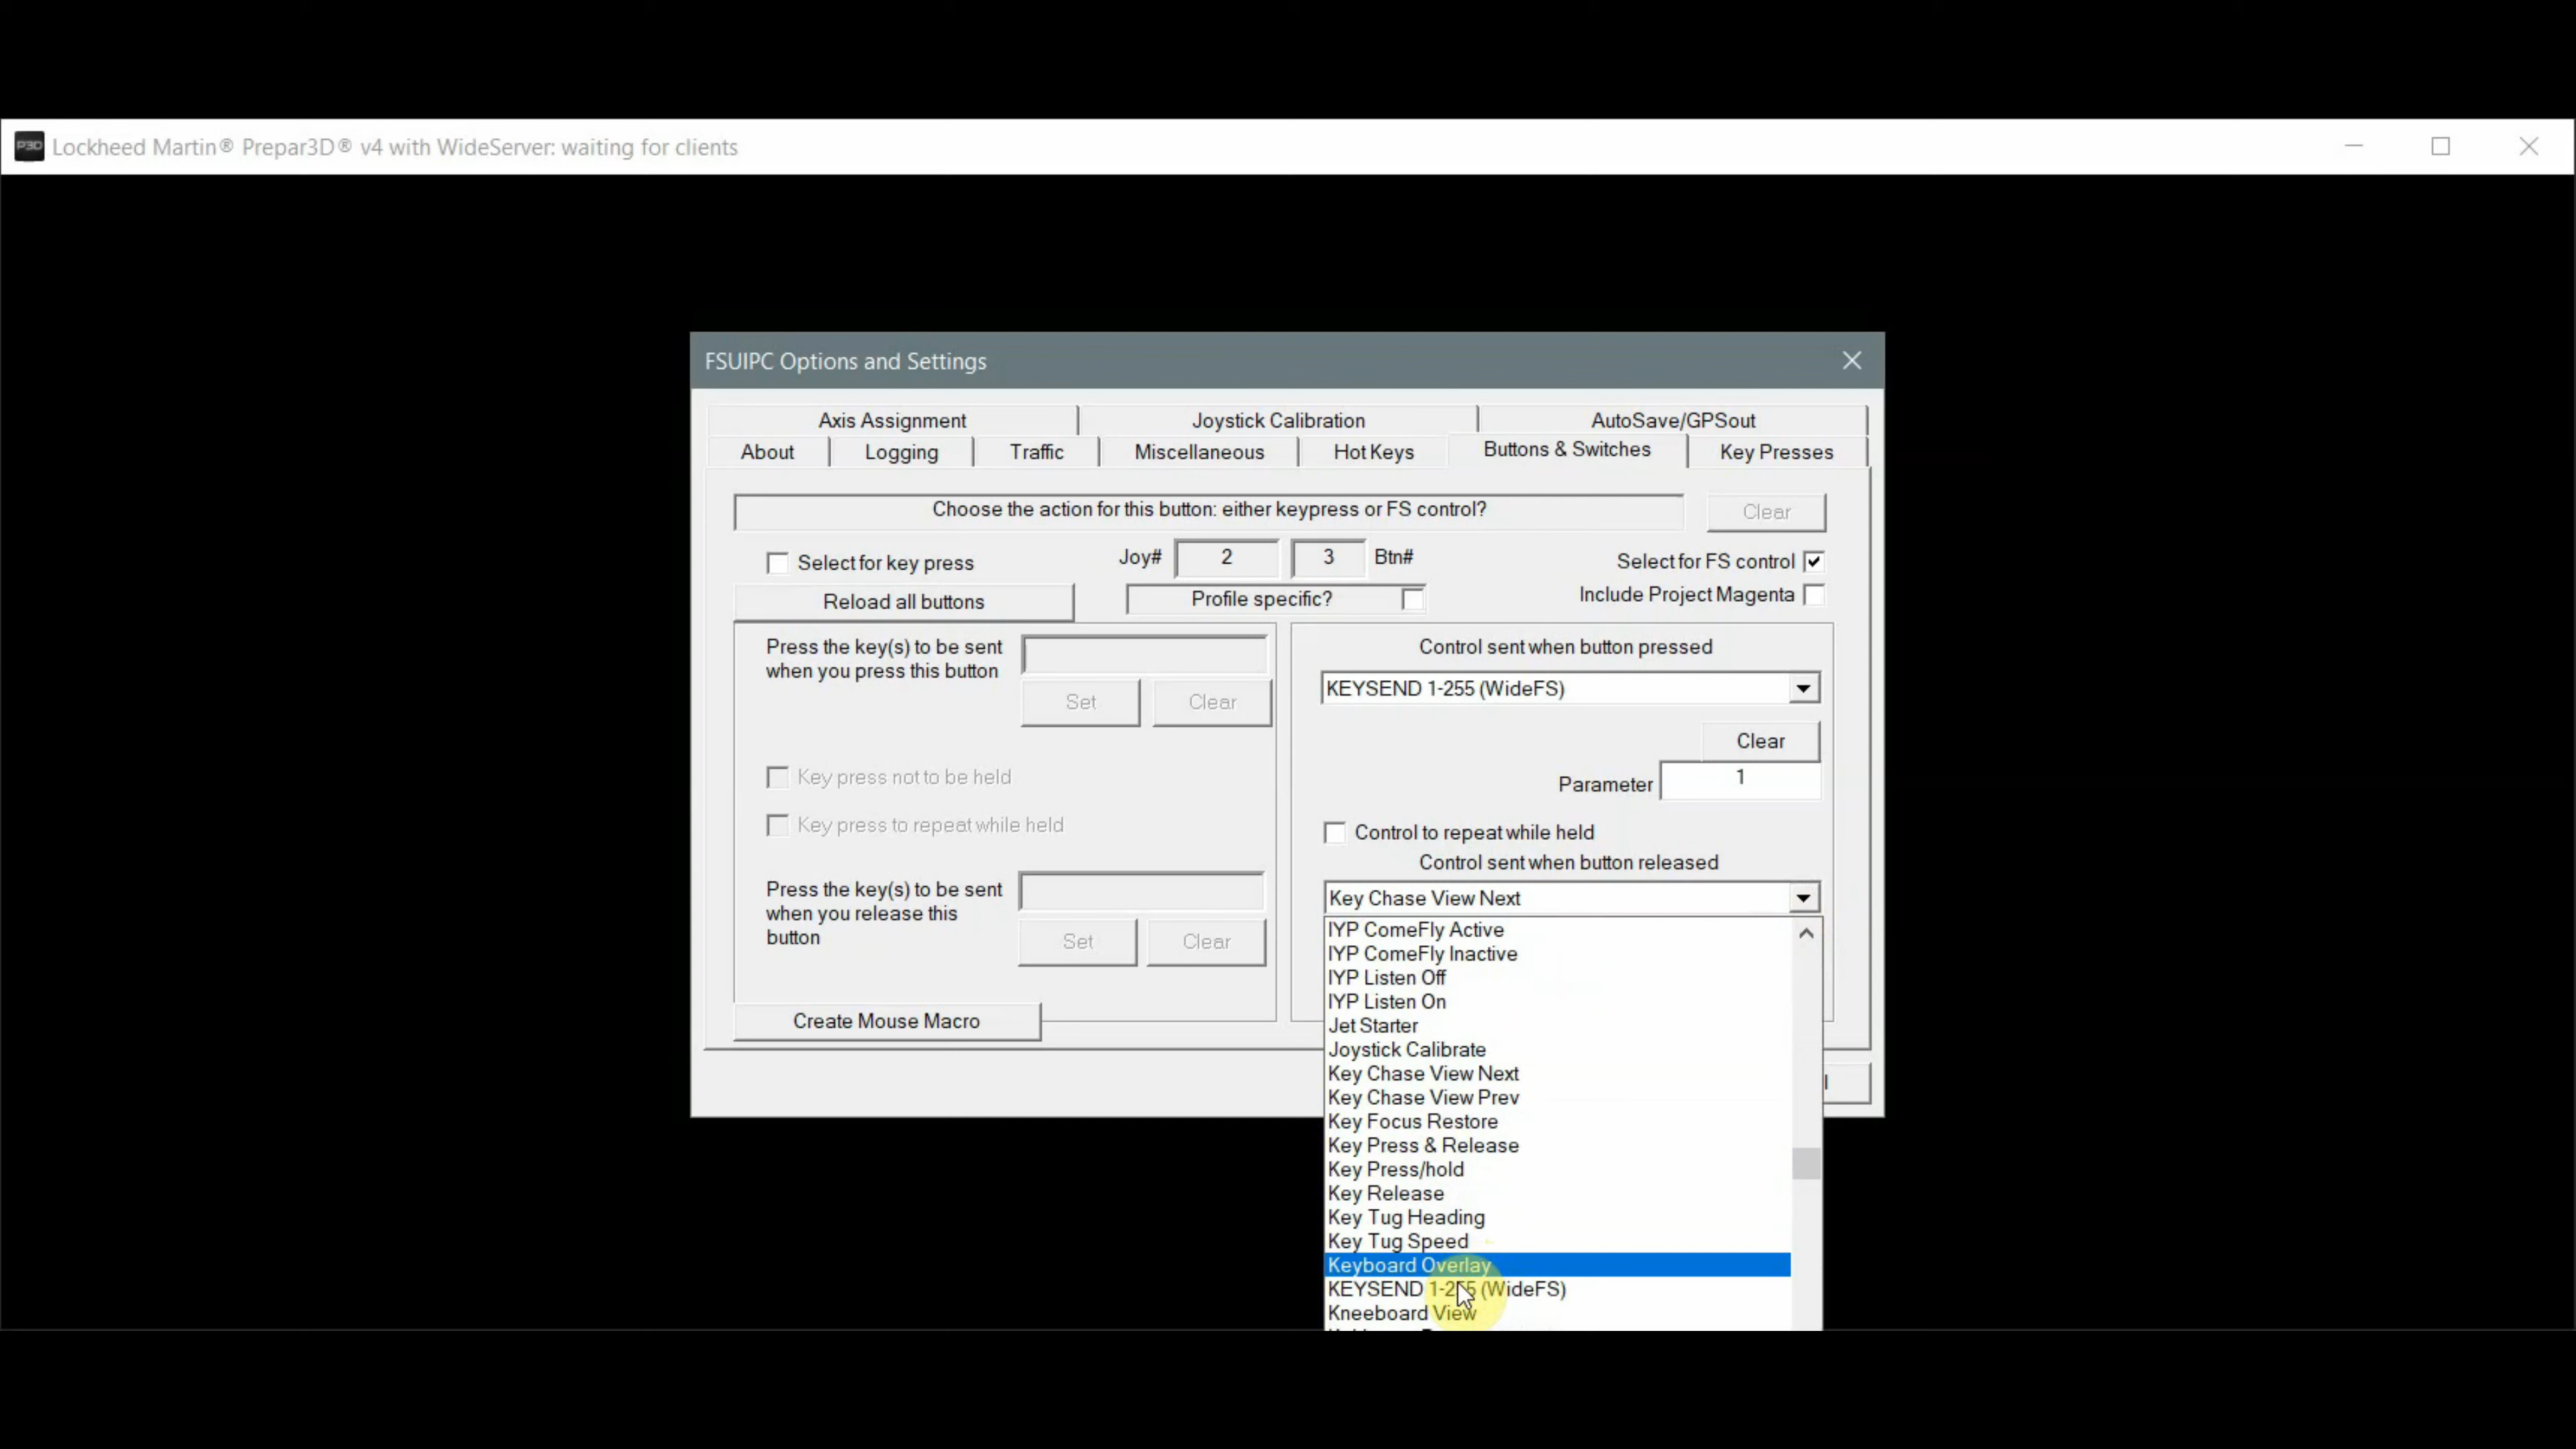 P3D Lockheed Martin® Prepar3D® v4 with WideServer: waiting for clients
FSUIPC Options and Settings
Axis Assignment Joystick Calibration AutoSave/GPSout
About Logging Traffic Miscellaneous Hot Keys Buttons & Switches Key Presses
Choose the action for this button: either keypress or FS control? Clear
Select for key press Joy# 2 3 Btn# Select for FS control
Reload all buttons Profile specific? Include Project Magenta
Press the key(s) to be sent
when you press this button
Set Clear
Key press not to be held
Key press to repeat while held
Press the key(s) to be sent
when you release this
button
Set Clear
Create Mouse Macro
Control sent when button pressed
KEYSEND 1-255 (WideFS)
Clear
Parameter 1
Control to repeat while held
Control sent when button released
Key Chase View Next
IYP ComeFly Active
IYP ComeFly Inactive
IYP Listen Off
IYP Listen On
Jet Starter
Joystick Calibrate
Key Chase View Next
Key Chase View Prev
Key Focus Restore
Key Press & Release
Key Press/hold
Key Release
Key Tug Heading
Key Tug Speed
Keyboard Overlay
KEYSEND 1-255 (WideFS)
Kneeboard View